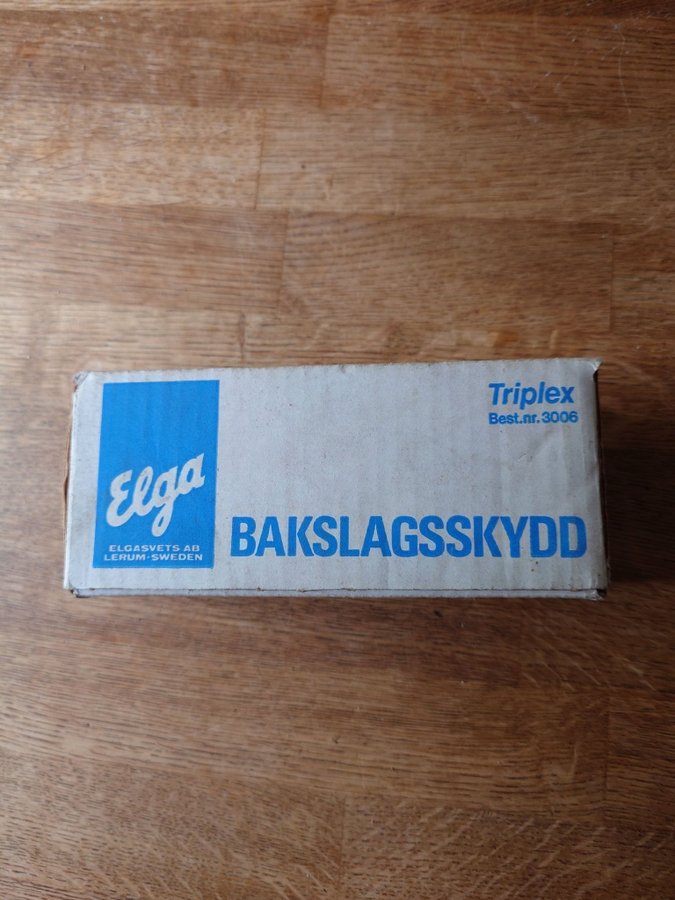 Triplex
Best.nr. 3006
Elga
ELGASVETS AB
LERUM-SWEDEN
BAKSLAGSSKYDD